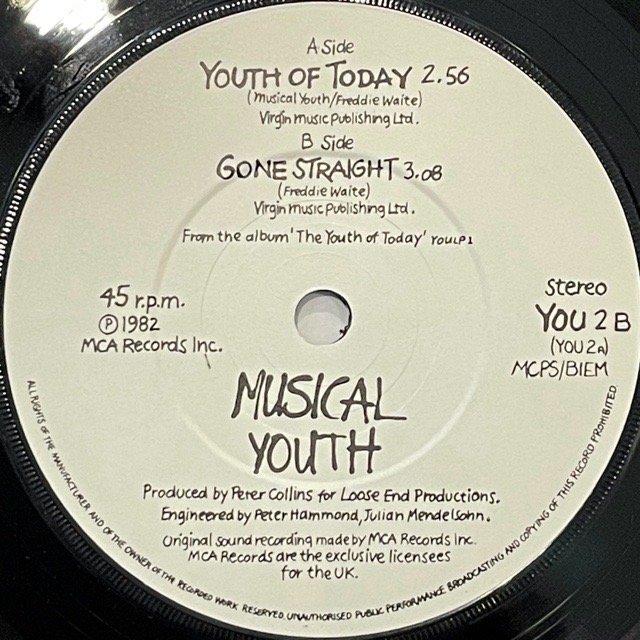 A Side
YOUTH OF TODAY 2.56
(Musical Youth/Freddie Waite)
Virgin Music Publishing Ltd.
B Side
GONE STRAIGHT 3.08
(Freddie Waite)
Virgin Music Publishing Ltd.
From the album 'The Youth of Today' YOULP1
45 r.p.m.
Ⓟ1982
MCA Records Inc.
Stereo
YOU 2 B
(YOU 2A)
MCPS/BIEM
MUSICAL
YOUTH
Produced by Peter Collins for Loose End Productions.
Engineered by Peter Hammond, Julian Mendelsohn.
Original sound recording made by MCA Records Inc.
MCA Records are the exclusive licensees
for the UK.
ALL RIGHTS OF THE MANUFACTURER AND OF THE OWNER OF THE RECORDED WORK RESERVED. UNAUTHORISED PUBLIC PERFORMANCE BROADCASTING AND COPYING OF THIS RECORD PROHIBITED.